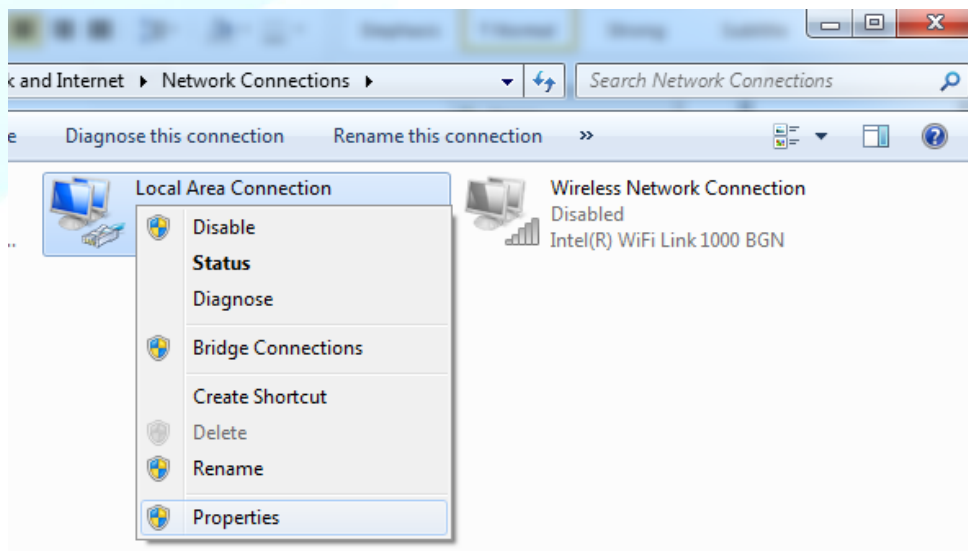 k and Internet ▸ Network Connections ▸
Search Network Connections
e Diagnose this connection Rename this connection »
Local Area Connection
Wireless Network Connection
Disabled
Intel(R) WiFi Link 1000 BGN
..
Disable
Status
Diagnose
Bridge Connections
Create Shortcut
Delete
Rename
Properties